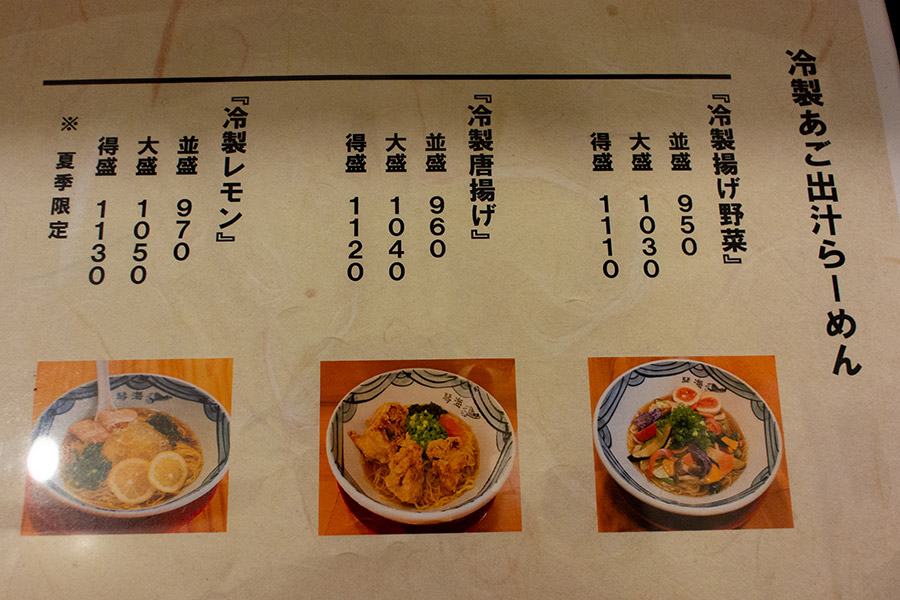 冷製あご出汁らーめん
『冷製揚げ野菜』
並盛 950
大盛 1030
得盛 1110
『冷製唐揚げ』
並盛 960
大盛 1040
得盛 1120
『冷製レモン』
並盛 970
大盛 1050
得盛 1130
※ 夏季限定